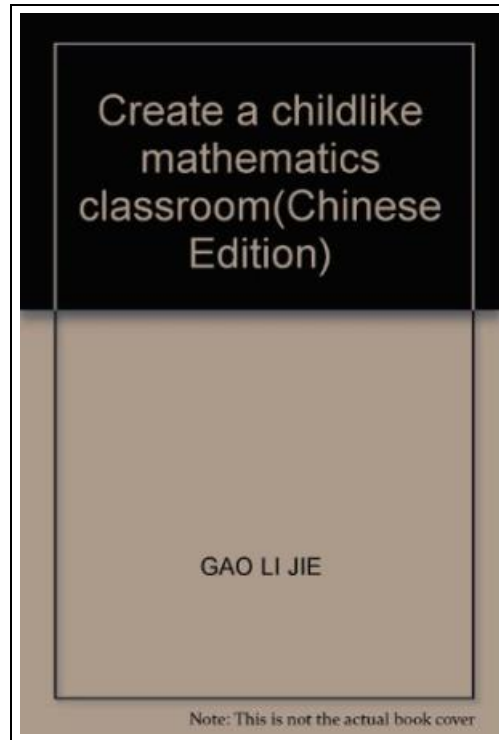 Create a childlike
mathematics
classroom(Chinese
Edition)
GAO LI JIE
Note: This is not the actual book cover